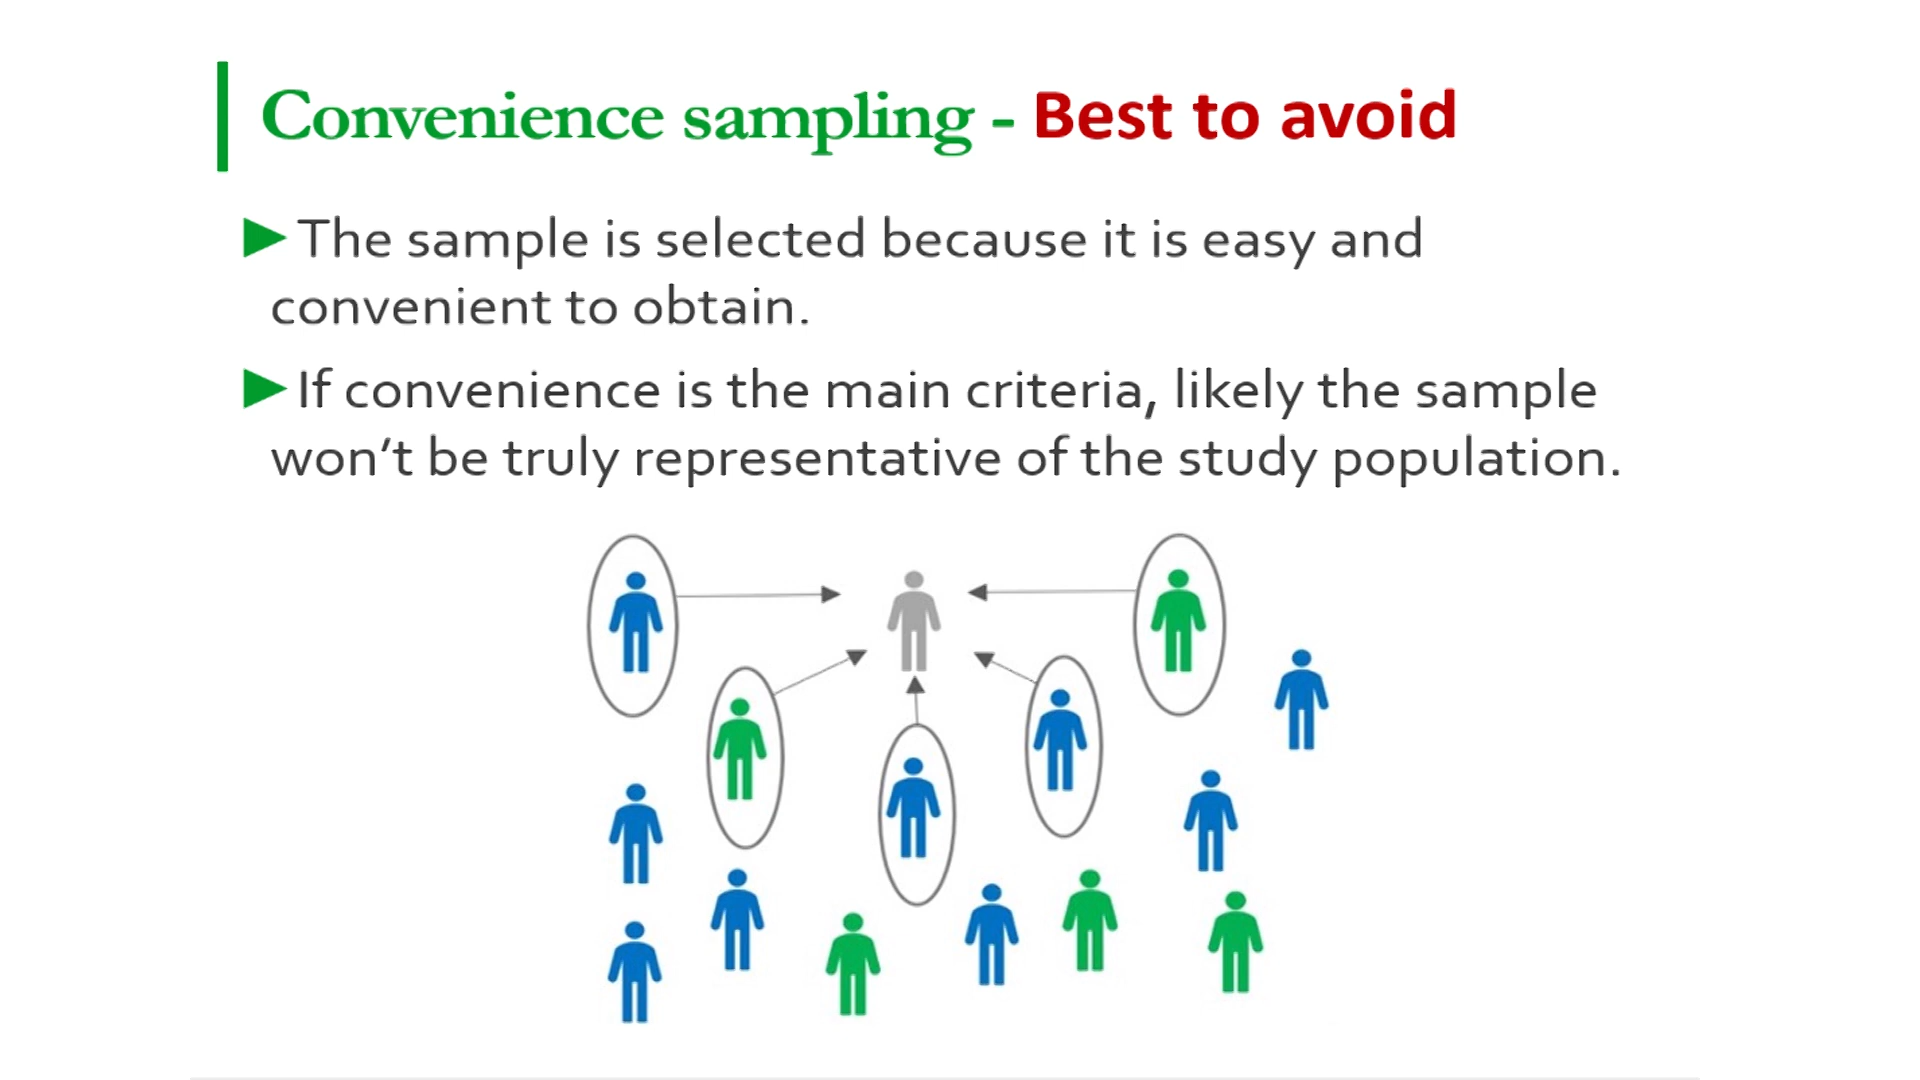 Convenience sampling - Best to avoid
The sample is selected because it is easy and
convenient to obtain.
If convenience is the main criteria, likely the sample
won't be truly representative of the study population.